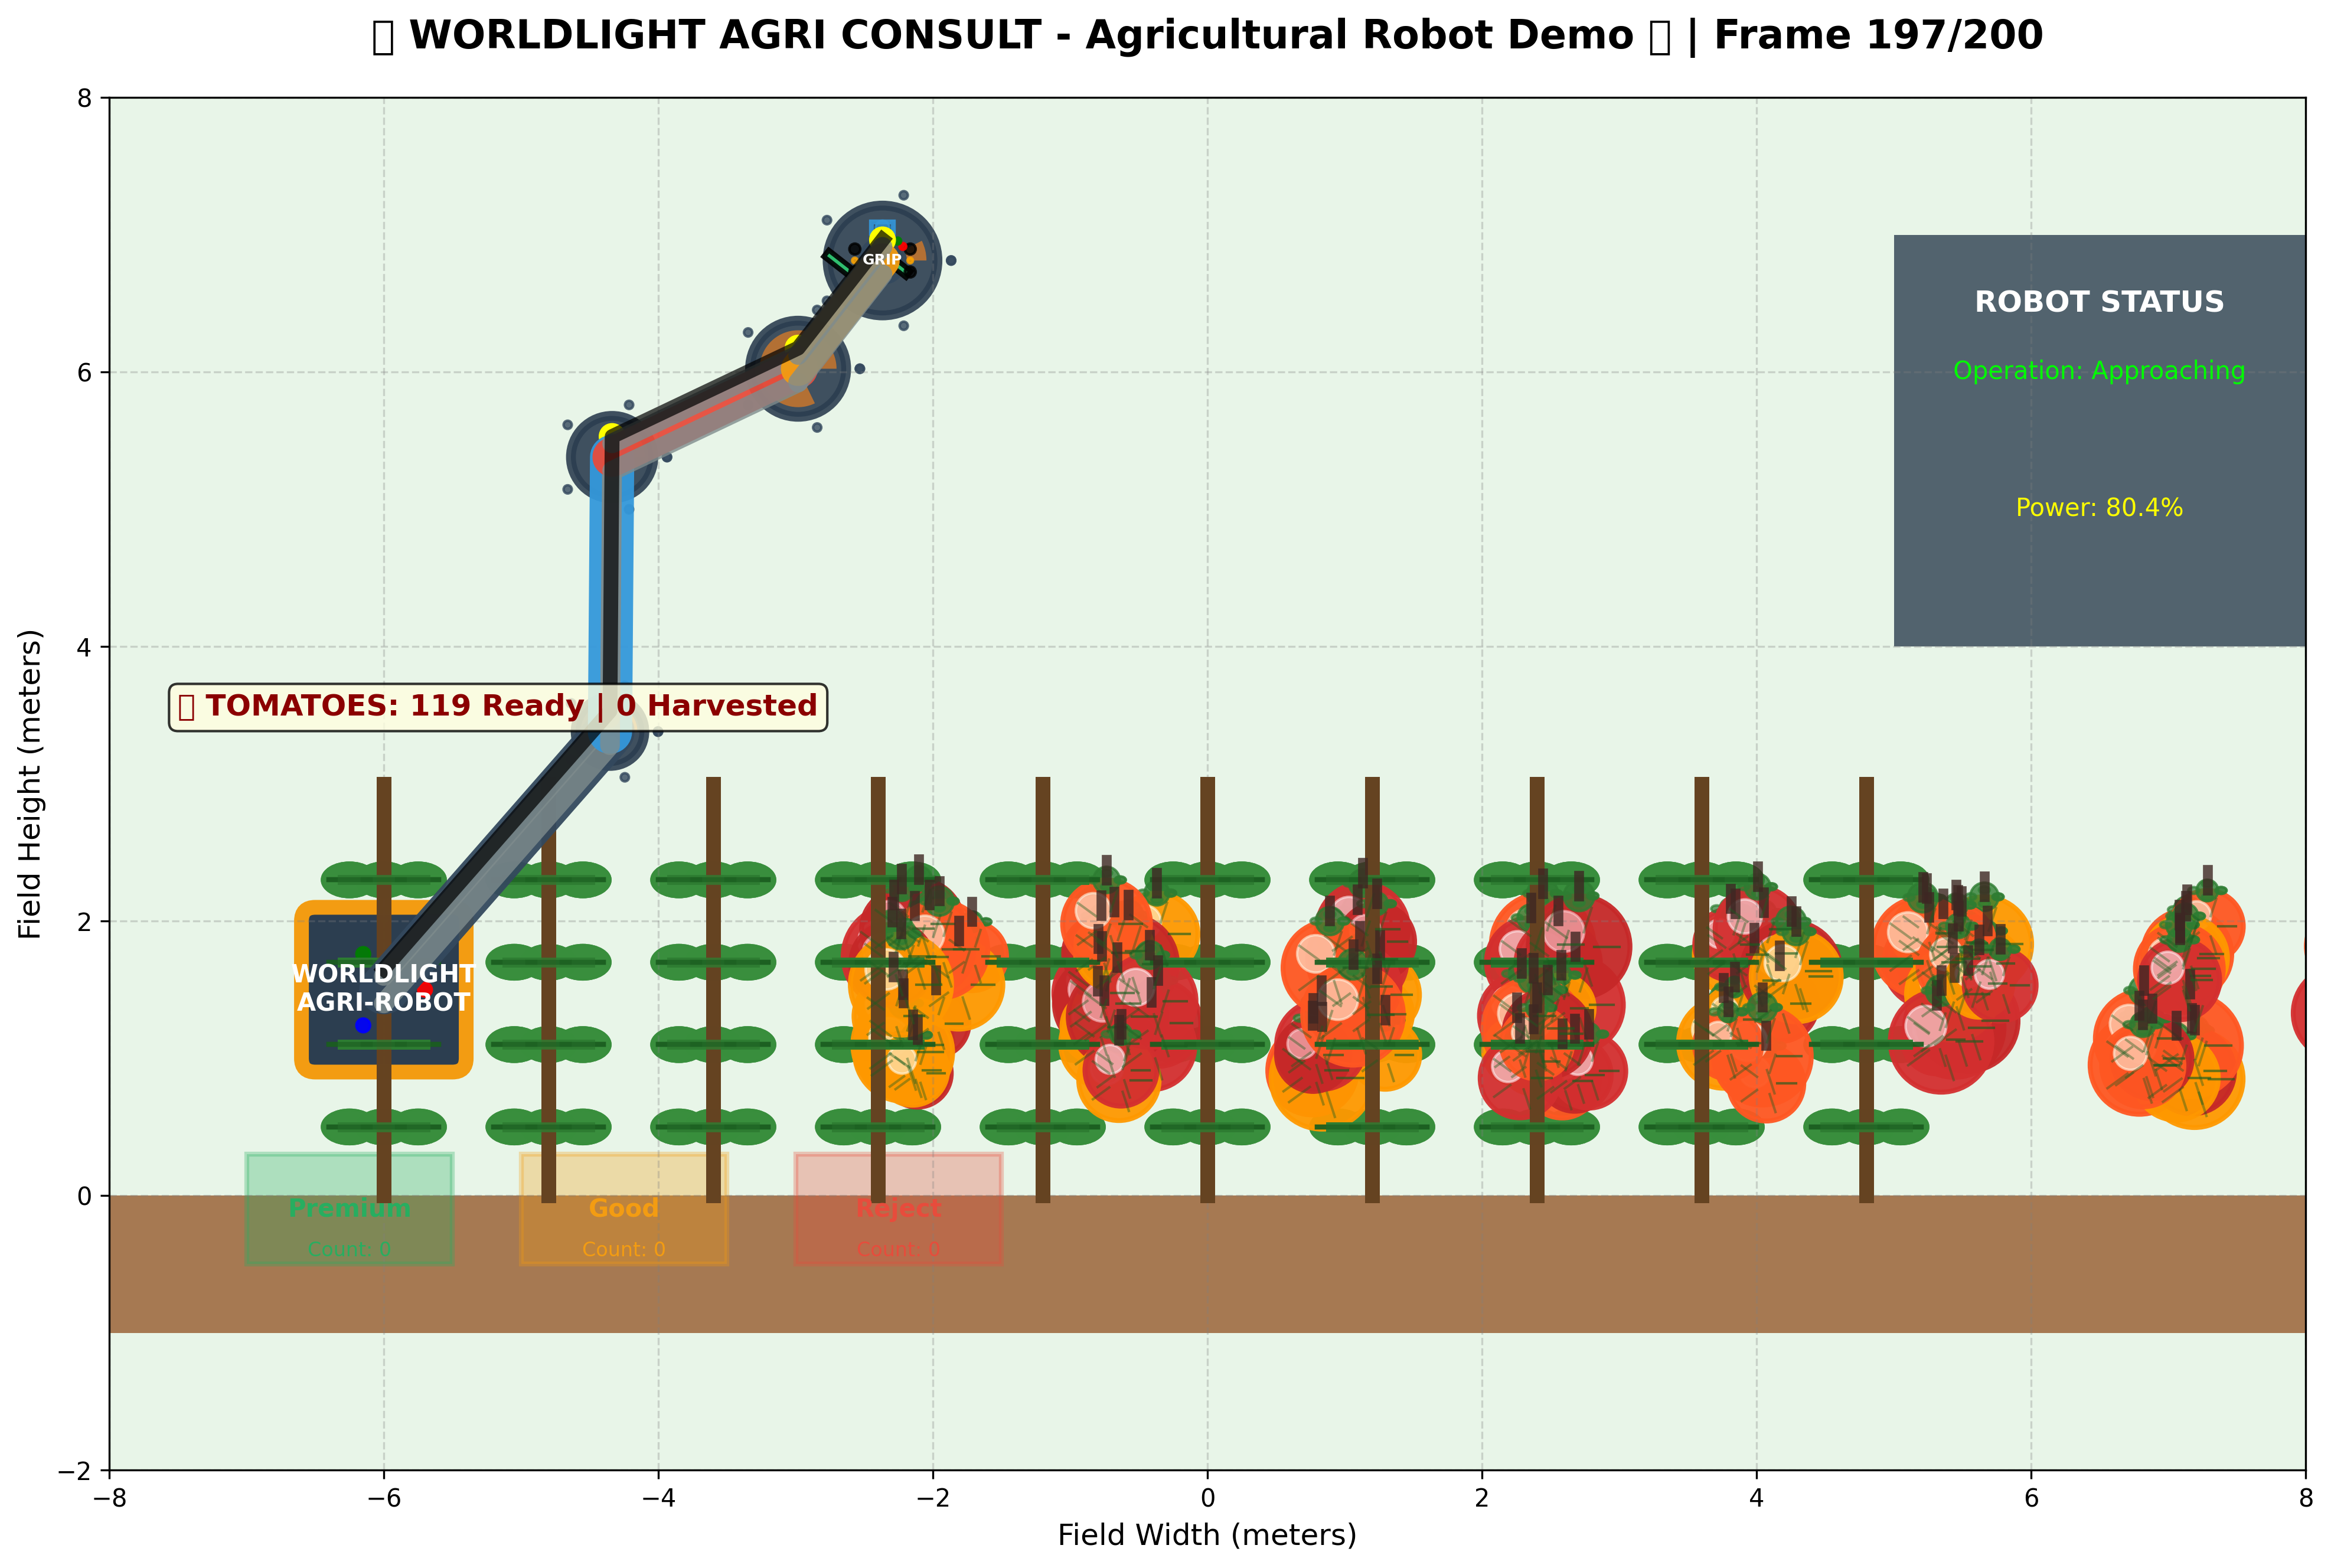 ▯ WORLDLIGHT AGRI CONSULT - Agricultural Robot Demo ▯ | Frame 197/200
8
6
4
2
0
−2
Field Height (meters)
GRIP
ROBOT STATUS
Operation: Approaching
Power: 80.4%
▯ TOMATOES: 119 Ready | 0 Harvested
WORLDLIGHT
AGRI-ROBOT
Premium
Count: 0
Good
Count: 0
Reject
Count: 0
−8
−6
−4
−2
0
2
4
6
8
Field Width (meters)